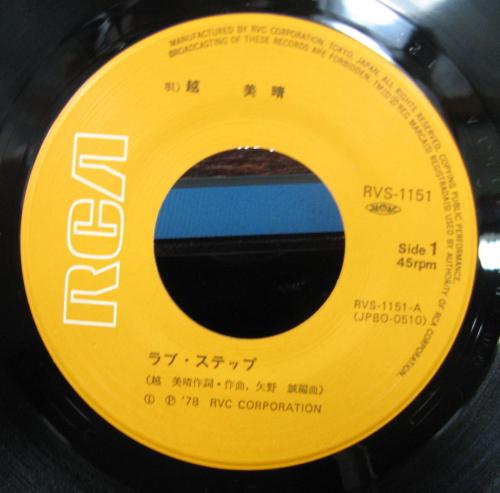 MANUFACTURED BY RVC CORPORATION, TOKYO, JAPAN. ALL RIGHTS RESERVED. COPYING PUBLIC PERFORMANCE,
BROADCASTING OF THESE RECORDS ARE FORBIDDEN. TM(S) ® REG. MARCA(S) REGISTRADA(S) USED BY AUTHORITY OF RCA CORPORATION
唄) 越 美晴
RCA
RVS-1151
Side 1
45rpm
RVS-1151-A
(JPBO-0510)
ラブ・ステップ
(越 美晴作詞・作曲, 矢野 誠編曲)
Ⓟ '78 RVC CORPORATION